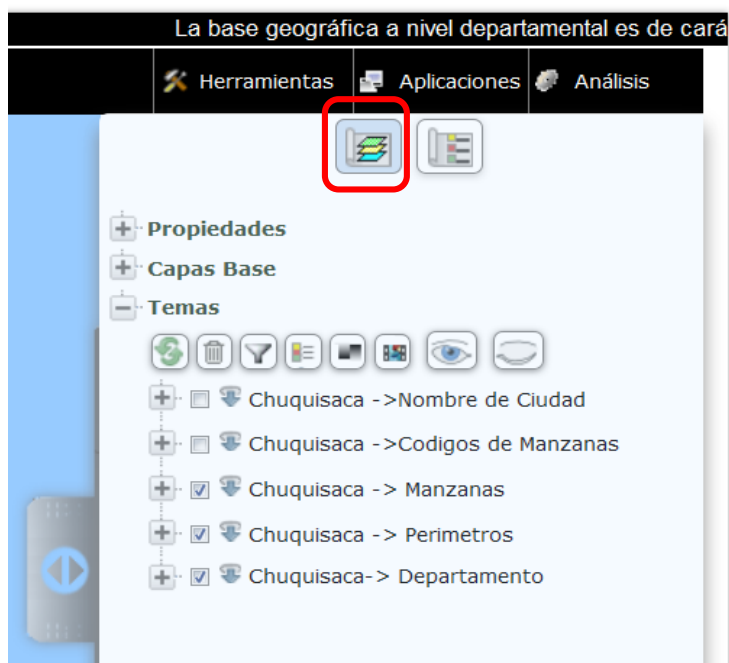 La base geográfica a nivel departamental es de cará
Herramientas Aplicaciones Análisis
Propiedades
Capas Base
Temas
Chuquisaca ->Nombre de Ciudad
Chuquisaca ->Codigos de Manzanas
Chuquisaca -> Manzanas
Chuquisaca -> Perimetros
Chuquisaca-> Departamento